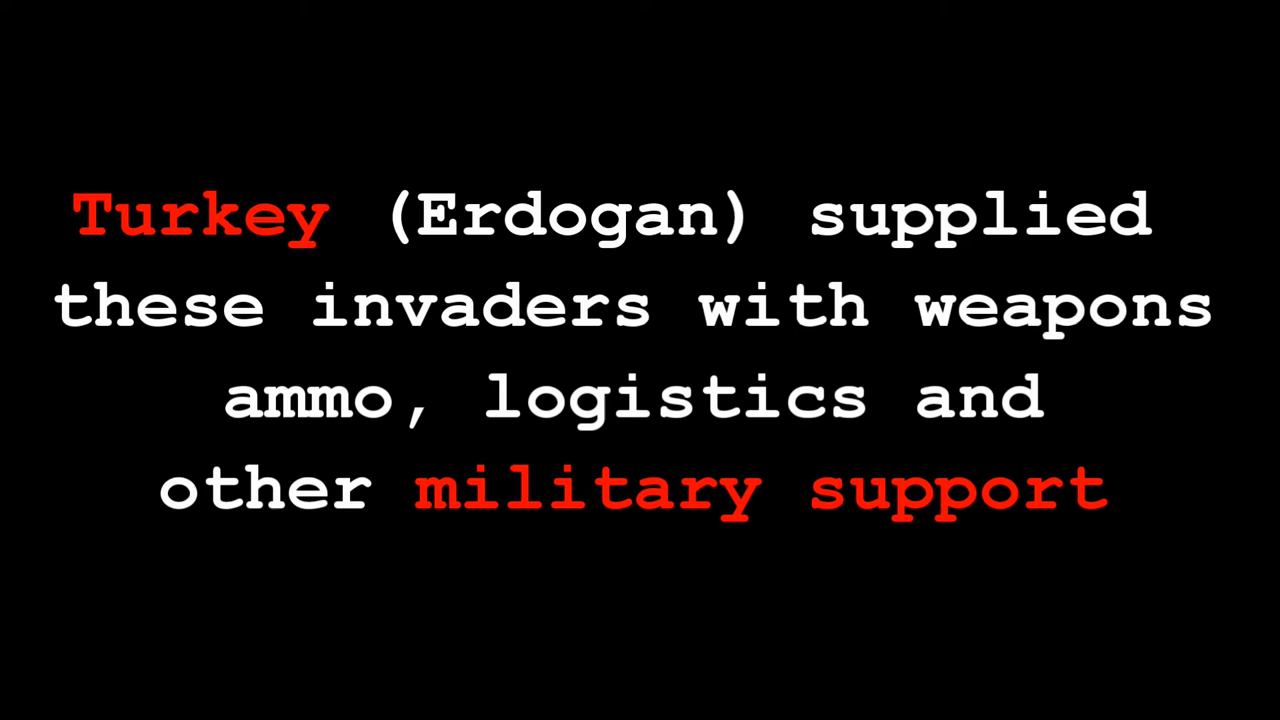 Turkey (Erdogan) supplied
these invaders with weapons
ammo, logistics and
other military support